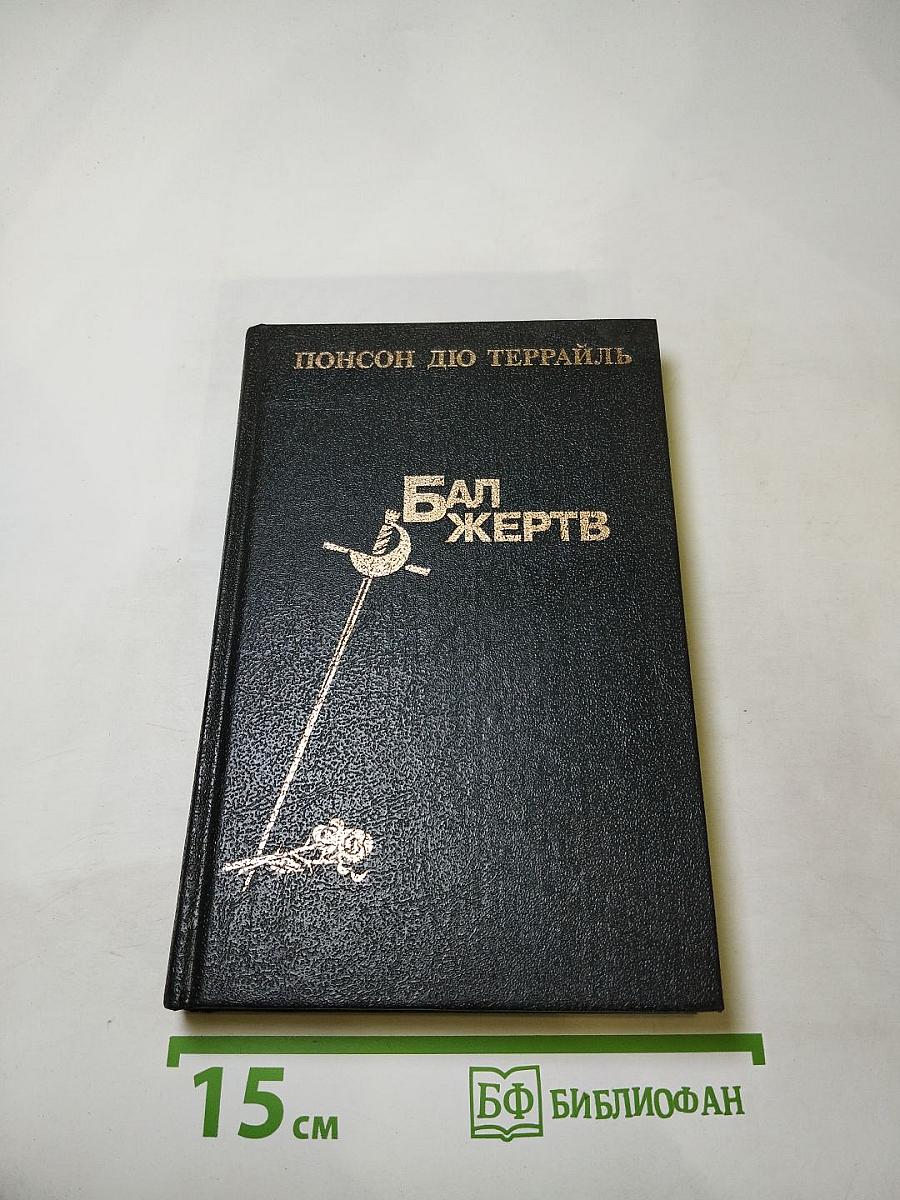 ПОНСОН ДЮ ТЕРРАЙЛЬ
БАЛ
ЖЕРТВ
15 см
БФ БИБЛИОФАН